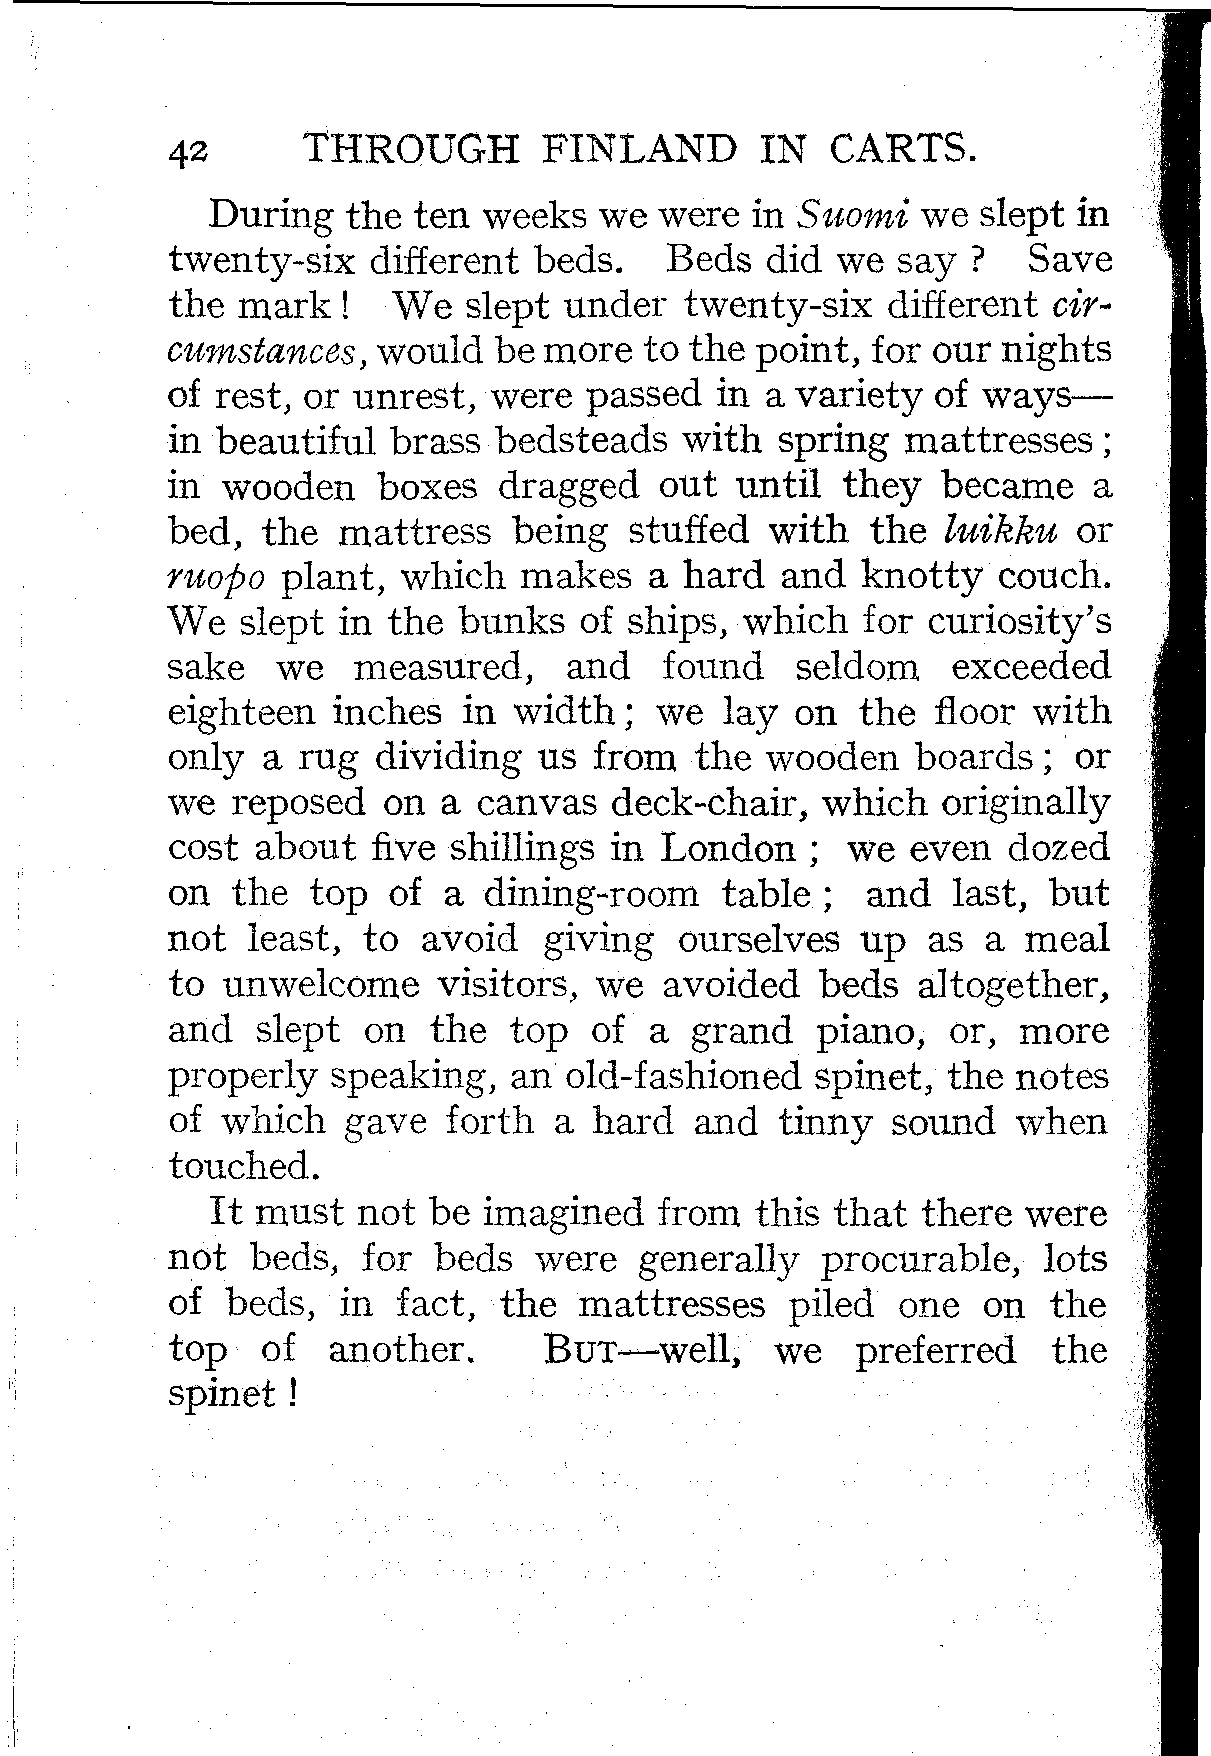 42 THROUGH FINLAND IN CARTS.
During the ten weeks we were in Suomi we slept in
twenty-six different beds. Beds did we say ? Save
the mark ! We slept under twenty-six different cir-
cumstances, would be more to the point, for our nights
of rest, or unrest, were passed in a variety of ways—
in beautiful brass bedsteads with spring mattresses ;
in wooden boxes dragged out until they became a
bed, the mattress being stuffed with the luikku or
ruopo plant, which makes a hard and knotty couch.
We slept in the bunks of ships, which for curiosity's
sake we measured, and found seldom exceeded
eighteen inches in width ; we lay on the floor with
only a rug dividing us from the wooden boards ; or
we reposed on a canvas deck-chair, which originally
cost about five shillings in London ; we even dozed
on the top of a dining-room table ; and last, but
not least, to avoid giving ourselves up as a meal
to unwelcome visitors, we avoided beds altogether,
and slept on the top of a grand piano, or, more
properly speaking, an old-fashioned spinet, the notes
of which gave forth a hard and tinny sound when
touched.
It must not be imagined from this that there were
not beds, for beds were generally procurable, lots
of beds, in fact, the mattresses piled one on the
top of another. BUT—well, we preferred the
spinet !